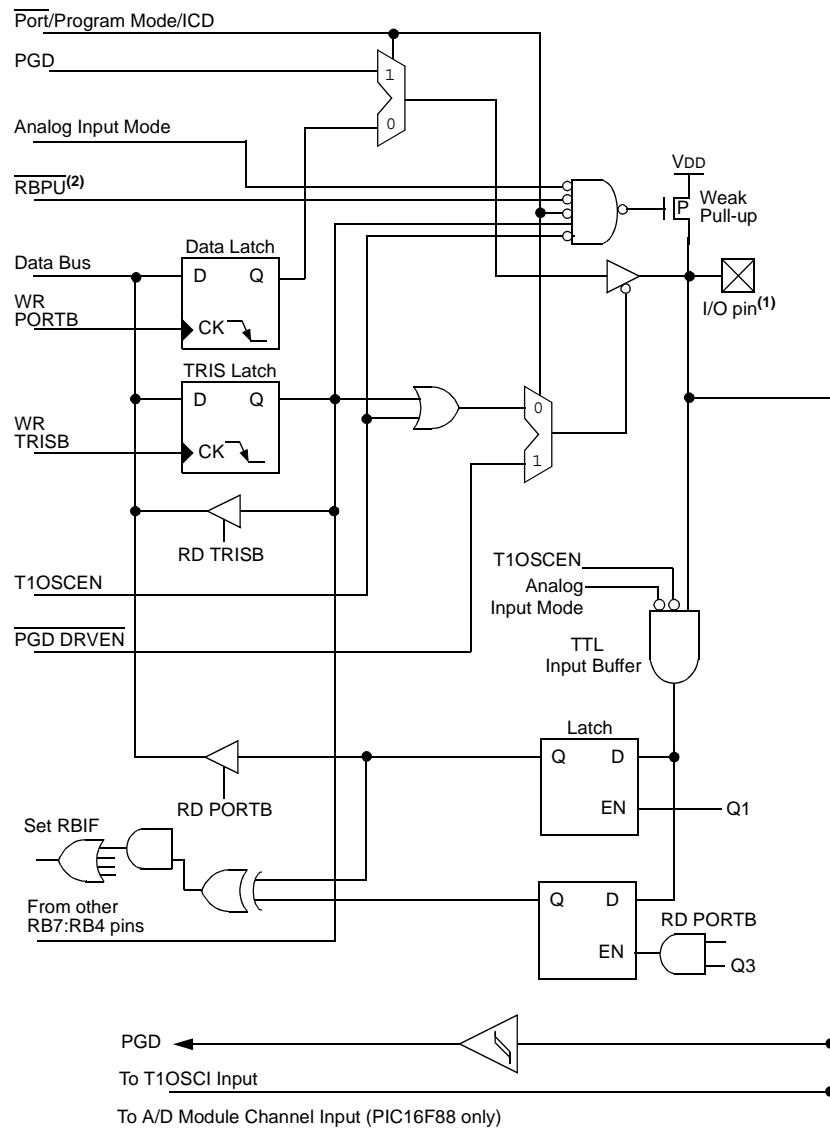 Port/Program Mode/ICD
PGD
1
0
Analog Input Mode
RBPU(2)
VDD
P
Weak
Pull-up
Data Latch
Data Bus
D Q
WR
PORTB
CK
I/O pin(1)
TRIS Latch
D Q
WR
TRISB
CK
0
1
RD TRISB
T1OSCEN
T1OSCEN
Analog
Input Mode
PGD DRVEN
TTL
Input Buffer
Latch
Q D
EN
Q1
RD PORTB
Set RBIF
Q D
EN
RD PORTB
Q3
From other
RB7:RB4 pins
PGD
To T1OSCI Input
To A/D Module Channel Input (PIC16F88 only)